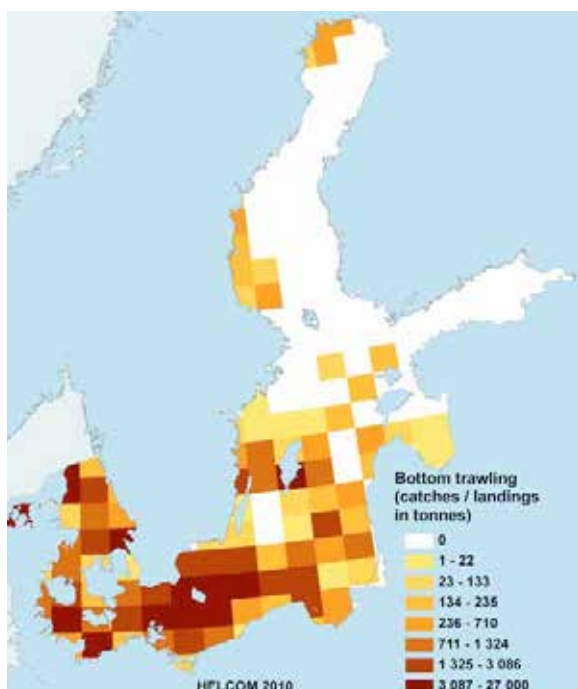 Bottom trawling
(catches / landings
in tonnes)
0
1 - 22
23 - 133
134 - 235
236 - 710
711 - 1 324
1 325 - 3 086
3 087 - 27 000
HELCOM 2010